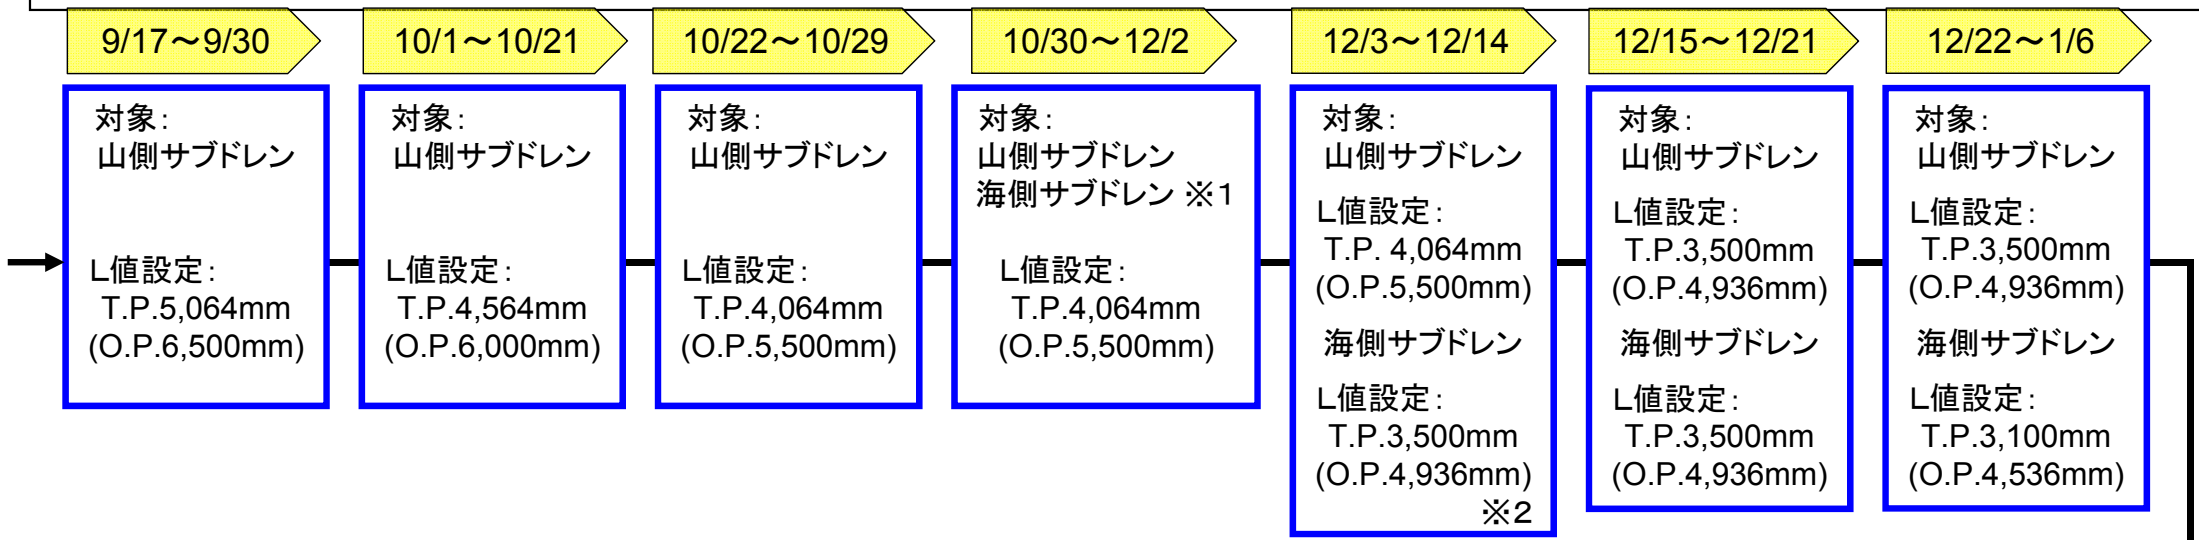 9/17～9/30
対象：
山側サブドレン
L値設定：
T.P.5,064mm
(O.P.6,500mm)
10/1～10/21
対象：
山側サブドレン
L値設定：
T.P.4,564mm
(O.P.6,000mm)
10/22～10/29
対象：
山側サブドレン
L値設定：
T.P.4,064mm
(O.P.5,500mm)
10/30～12/2
対象：
山側サブドレン
海側サブドレン ※1
L値設定：
T.P.4,064mm
(O.P.5,500mm)
12/3～12/14
対象：
山側サブドレン
L値設定：
T.P. 4,064mm
(O.P.5,500mm)
海側サブドレン
L値設定：
T.P.3,500mm
(O.P.4,936mm)
※2
12/15～12/21
対象：
山側サブドレン
L値設定：
T.P.3,500mm
(O.P.4,936mm)
海側サブドレン
L値設定：
T.P.3,500mm
(O.P.4,936mm)
12/22～1/6
対象：
山側サブドレン
L値設定：
T.P.3,500mm
(O.P.4,936mm)
海側サブドレン
L値設定：
T.P.3,100mm
(O.P.4,536mm)